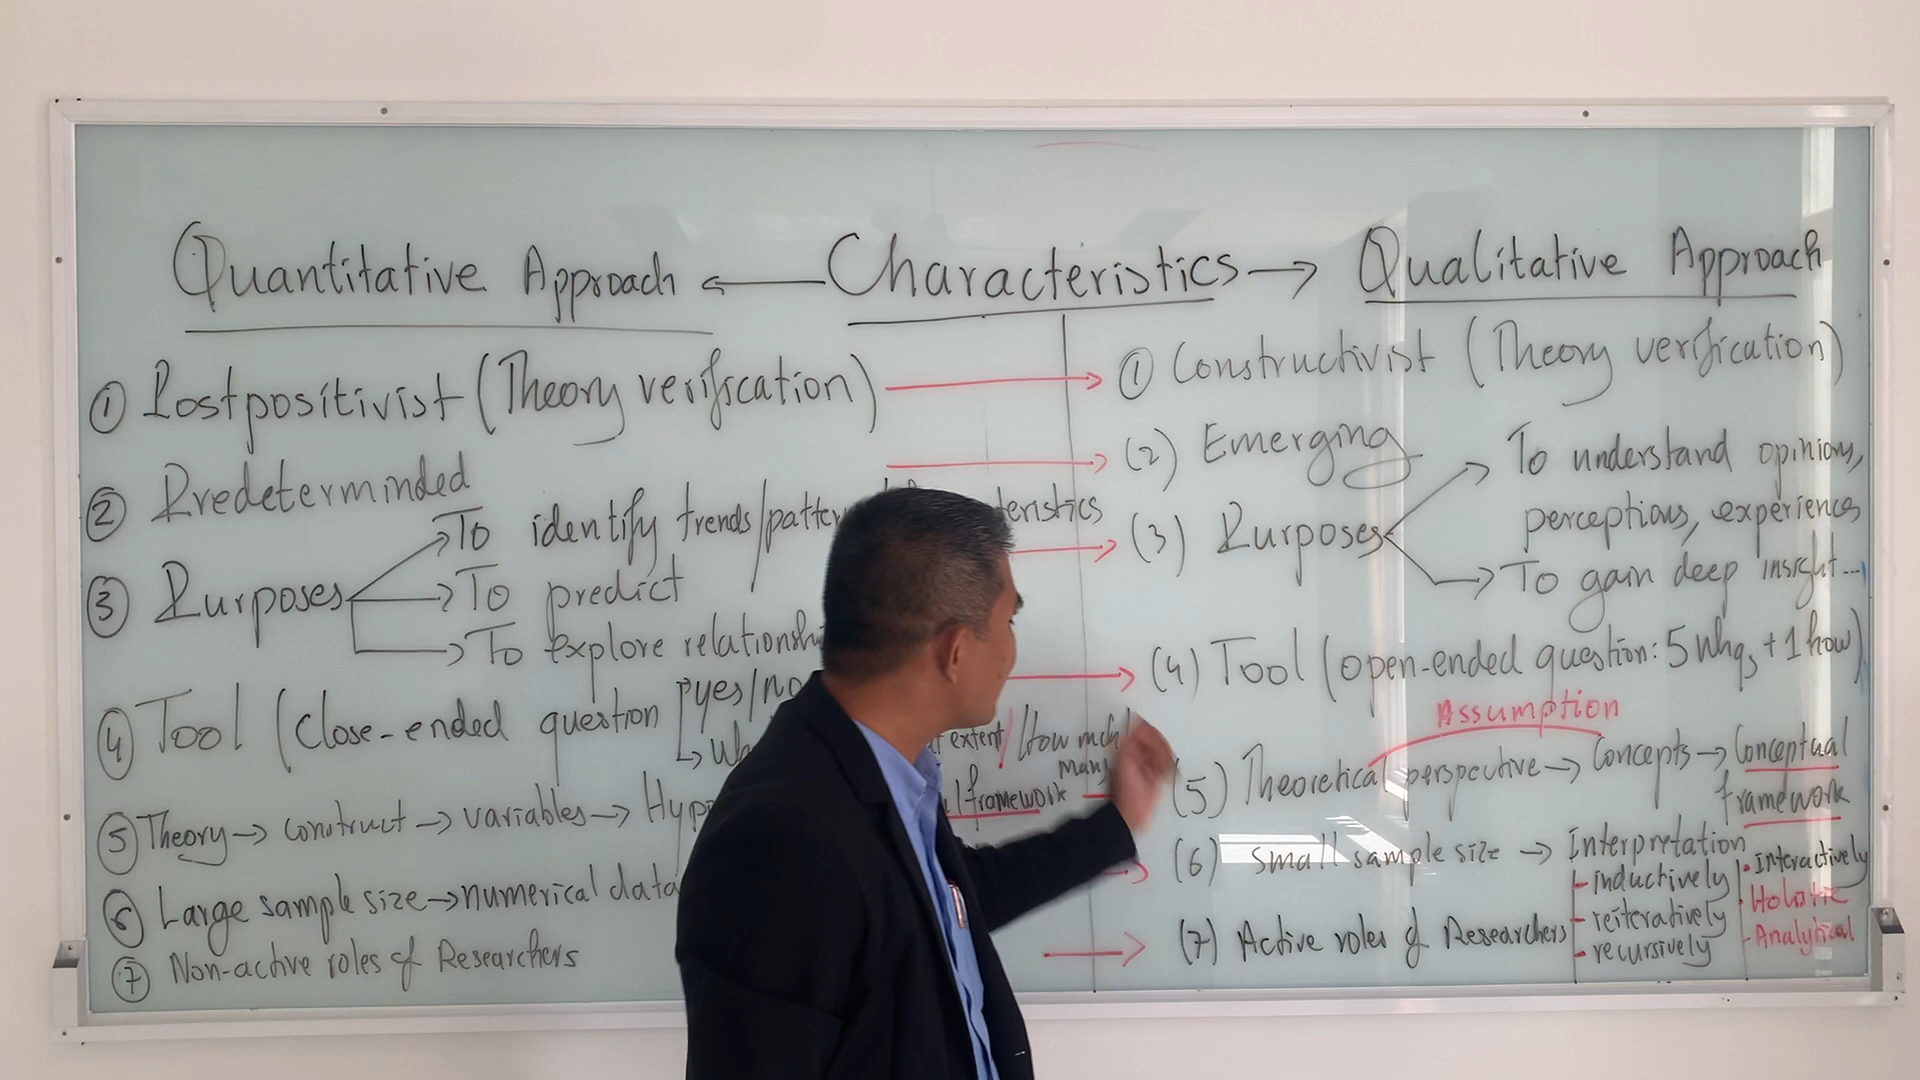 Quantitative Approach ← Characteristics → Qualitative Approach
① Postpositivist (Theory verification)
② Predeterminded
③ Purposes → To identify trends/patter
eristics
→ To predict
→ To explore relationshi
④ Tool (close-ended question yes/no
extent / How much/
many
⑤ Theory → construct → variables → Hyp
framework
⑥ Large sample size → numerical data
⑦ Non-active roles of Researchers
① Constructivist (Theory verification)
(2) Emerging
(3) Purposes → To understand opinions,
perceptions, experiences
→ To gain deep insight...
(4) Tool (open-ended question: 5 Whqs + 1 how)
Assumption
(5) Theoretical perspective → Concepts → Conceptual
framework
(6) small sample size → Interpretation
- inductively
- reiteratively
- recursively
• Interactively
- Holistic
- Analytical
(7) Active roles of Researchers